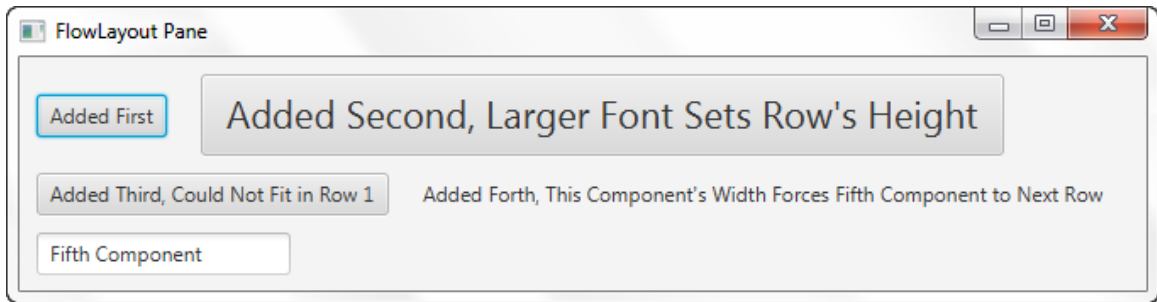 FlowLayout Pane
Added First
Added Second, Larger Font Sets Row's Height
Added Third, Could Not Fit in Row 1
Added Forth, This Component's Width Forces Fifth Component to Next Row
Fifth Component